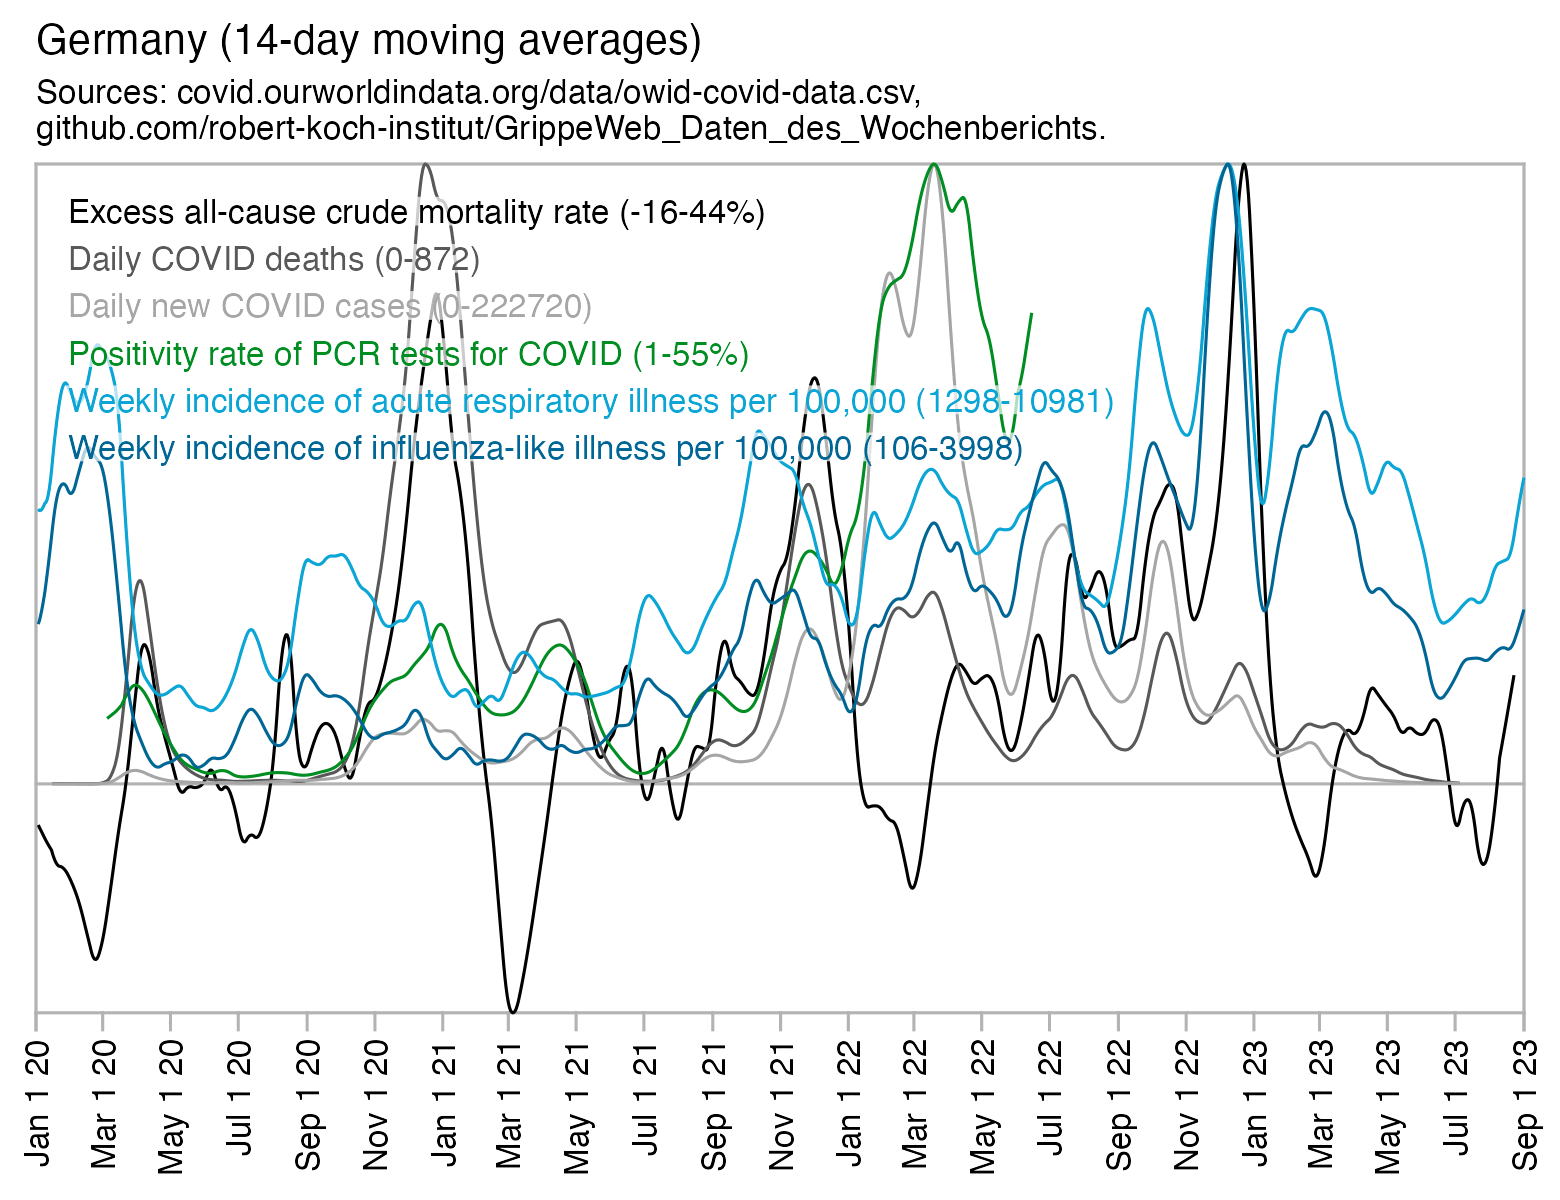 Germany (14-day moving averages)
Sources: covid.ourworldindata.org/data/owid-covid-data.csv,
github.com/robert-koch-institut/GrippeWeb_Daten_des_Wochenberichts.
Excess all-cause crude mortality rate (-16-44%)
Daily COVID deaths (0-872)
Daily new COVID cases (0-222720)
Positivity rate of PCR tests for COVID (1-55%)
Weekly incidence of acute respiratory illness per 100,000 (1298-10981)
Weekly incidence of influenza-like illness per 100,000 (106-3998)
Jan 1 20
Mar 1 20
May 1 20
Jul 1 20
Sep 1 20
Nov 1 20
Jan 1 21
Mar 1 21
May 1 21
Jul 1 21
Sep 1 21
Nov 1 21
Jan 1 22
Mar 1 22
May 1 22
Jul 1 22
Sep 1 22
Nov 1 22
Jan 1 23
Mar 1 23
May 1 23
Jul 1 23
Sep 1 23